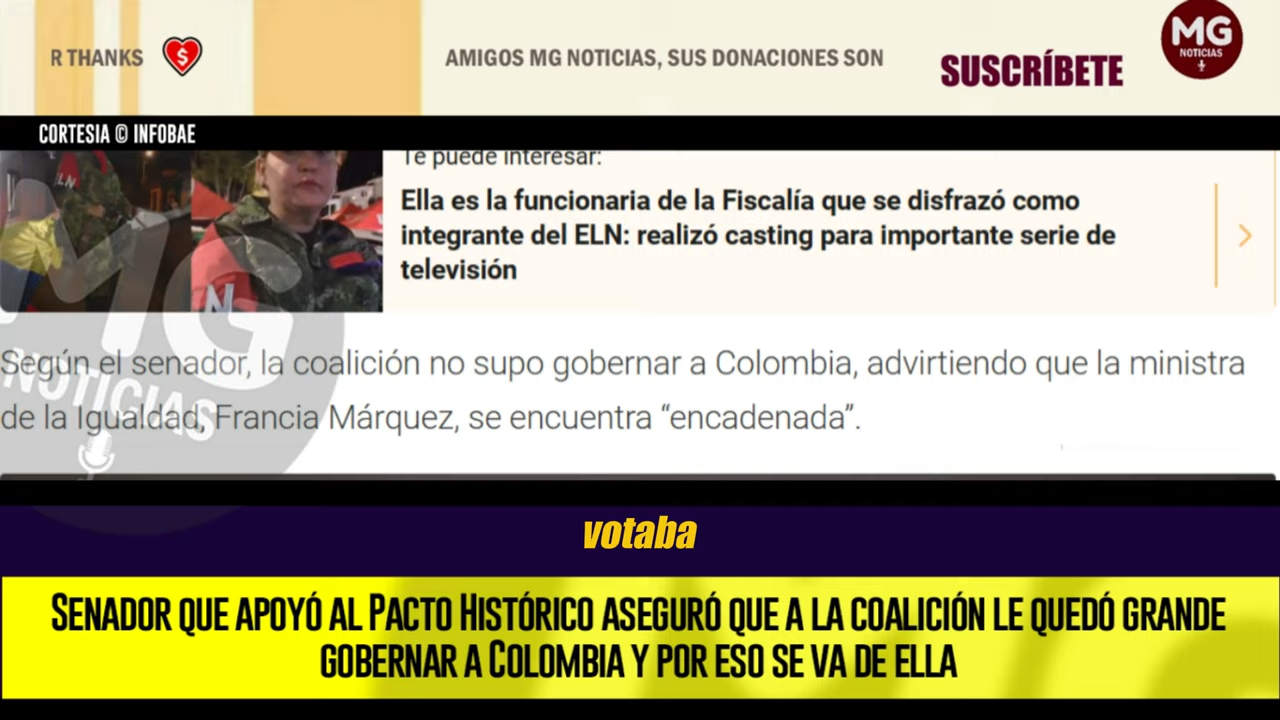 R THANKS
AMIGOS MG NOTICIAS, SUS DONACIONES SON
SUSCRÍBETE
MG
NOTICIAS
CORTESIA © INFOBAE
Te puede interesar:
Ella es la funcionaria de la Fiscalía que se disfrazó como
integrante del ELN: realizó casting para importante serie de
televisión
MG
NOTICIAS
Según el senador, la coalición no supo gobernar a Colombia, advirtiendo que la ministra
de la Igualdad, Francia Márquez, se encuentra “encadenada”.
votaba
SENADOR QUE APOYÓ AL PACTO HISTÓRICO ASEGURÓ QUE A LA COALICIÓN LE QUEDÓ GRANDE
GOBERNAR A COLOMBIA Y POR ESO SE VA DE ELLA